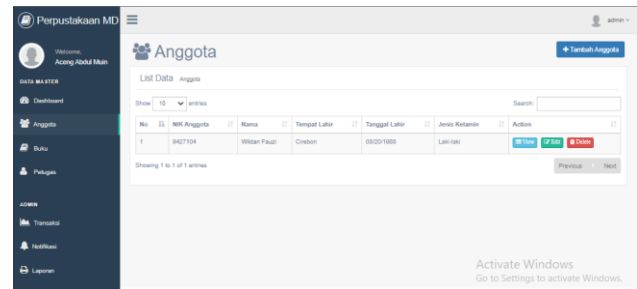 Perpustakaan MD
admin
Welcome,
Aceng Abdul Muin
Anggota
+ Tambah Anggota
DATA MASTER
List Data Anggota
Dashboard
Show 10 entries
Search:
Anggota
No NIK Anggota Nama Tempat Lahir Tanggal Lahir Jenis Kelamin Action
Buku
1 9427104 Wildan Fauzi Cirebon 09/20/1988 Laki-laki View Edit Delete
Petugas
Showing 1 to 1 of 1 entries
Previous 1 Next
ADMIN
Transaksi
Notifikasi
Laporan
Activate Windows
Go to Settings to activate Windows.